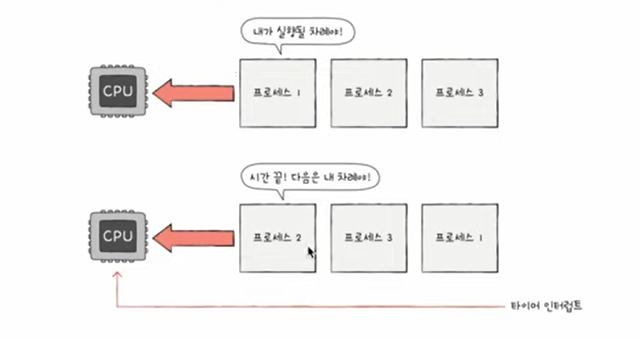 내가 실행될 차례야!
CPU
프로세스 1
프로세스 2
프로세스 3
시간 끝! 다음은 내 차례야!
CPU
프로세스 2
프로세스 3
프로세스 1
타이머 인터럽트